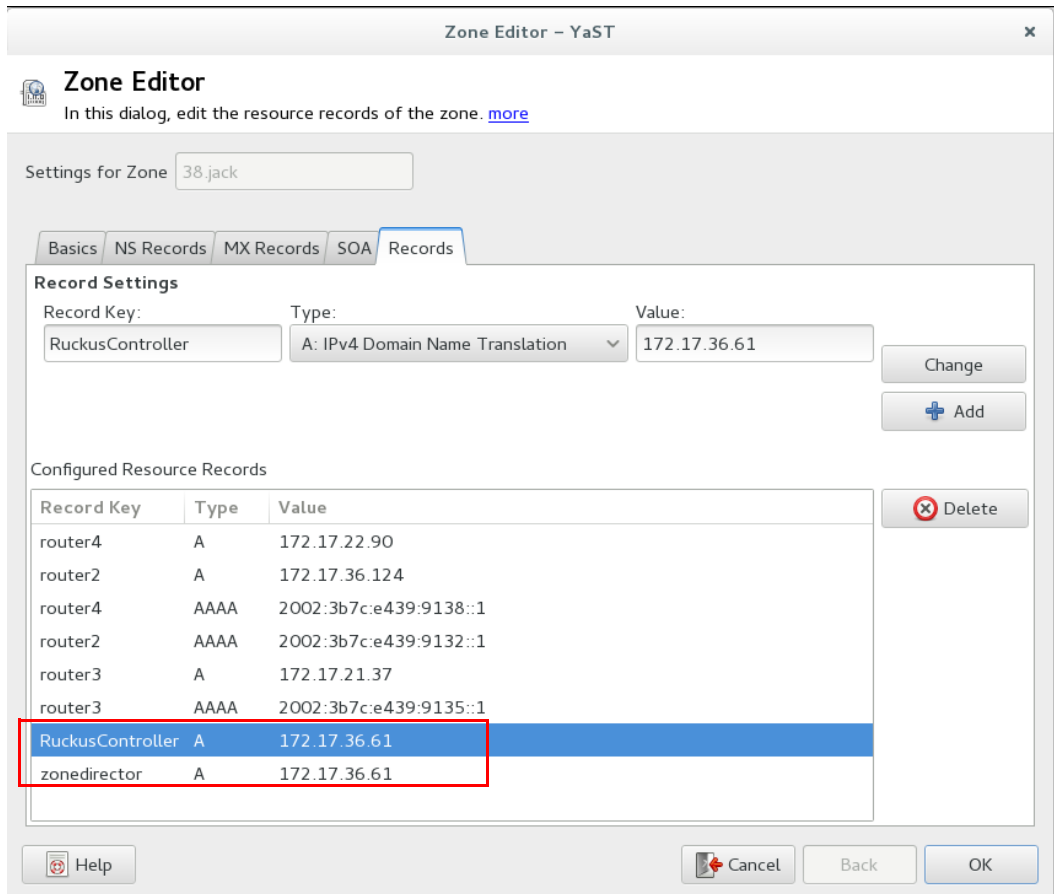 Zone Editor – YaST ×
Zone Editor
In this dialog, edit the resource records of the zone. more
Settings for Zone 38.jack
Basics NS Records MX Records SOA Records
Record Settings
Record Key: Type: Value:
RuckusController A: IPv4 Domain Name Translation 172.17.36.61
Change
Add
Configured Resource Records
Record Key Type Value
Delete
router4 A 172.17.22.90
router2 A 172.17.36.124
router4 AAAA 2002:3b7c:e439:9138::1
router2 AAAA 2002:3b7c:e439:9132::1
router3 A 172.17.21.37
router3 AAAA 2002:3b7c:e439:9135::1
RuckusController A 172.17.36.61
zonedirector A 172.17.36.61
Help Cancel Back OK